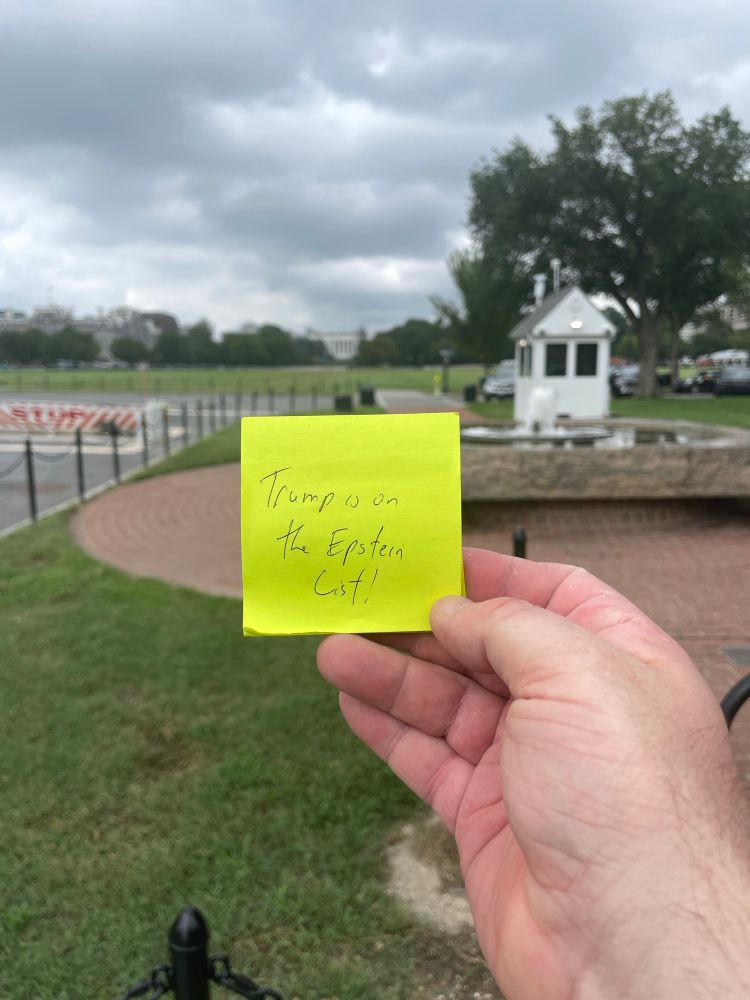 STOP
Trump is on
the Epstein
List!